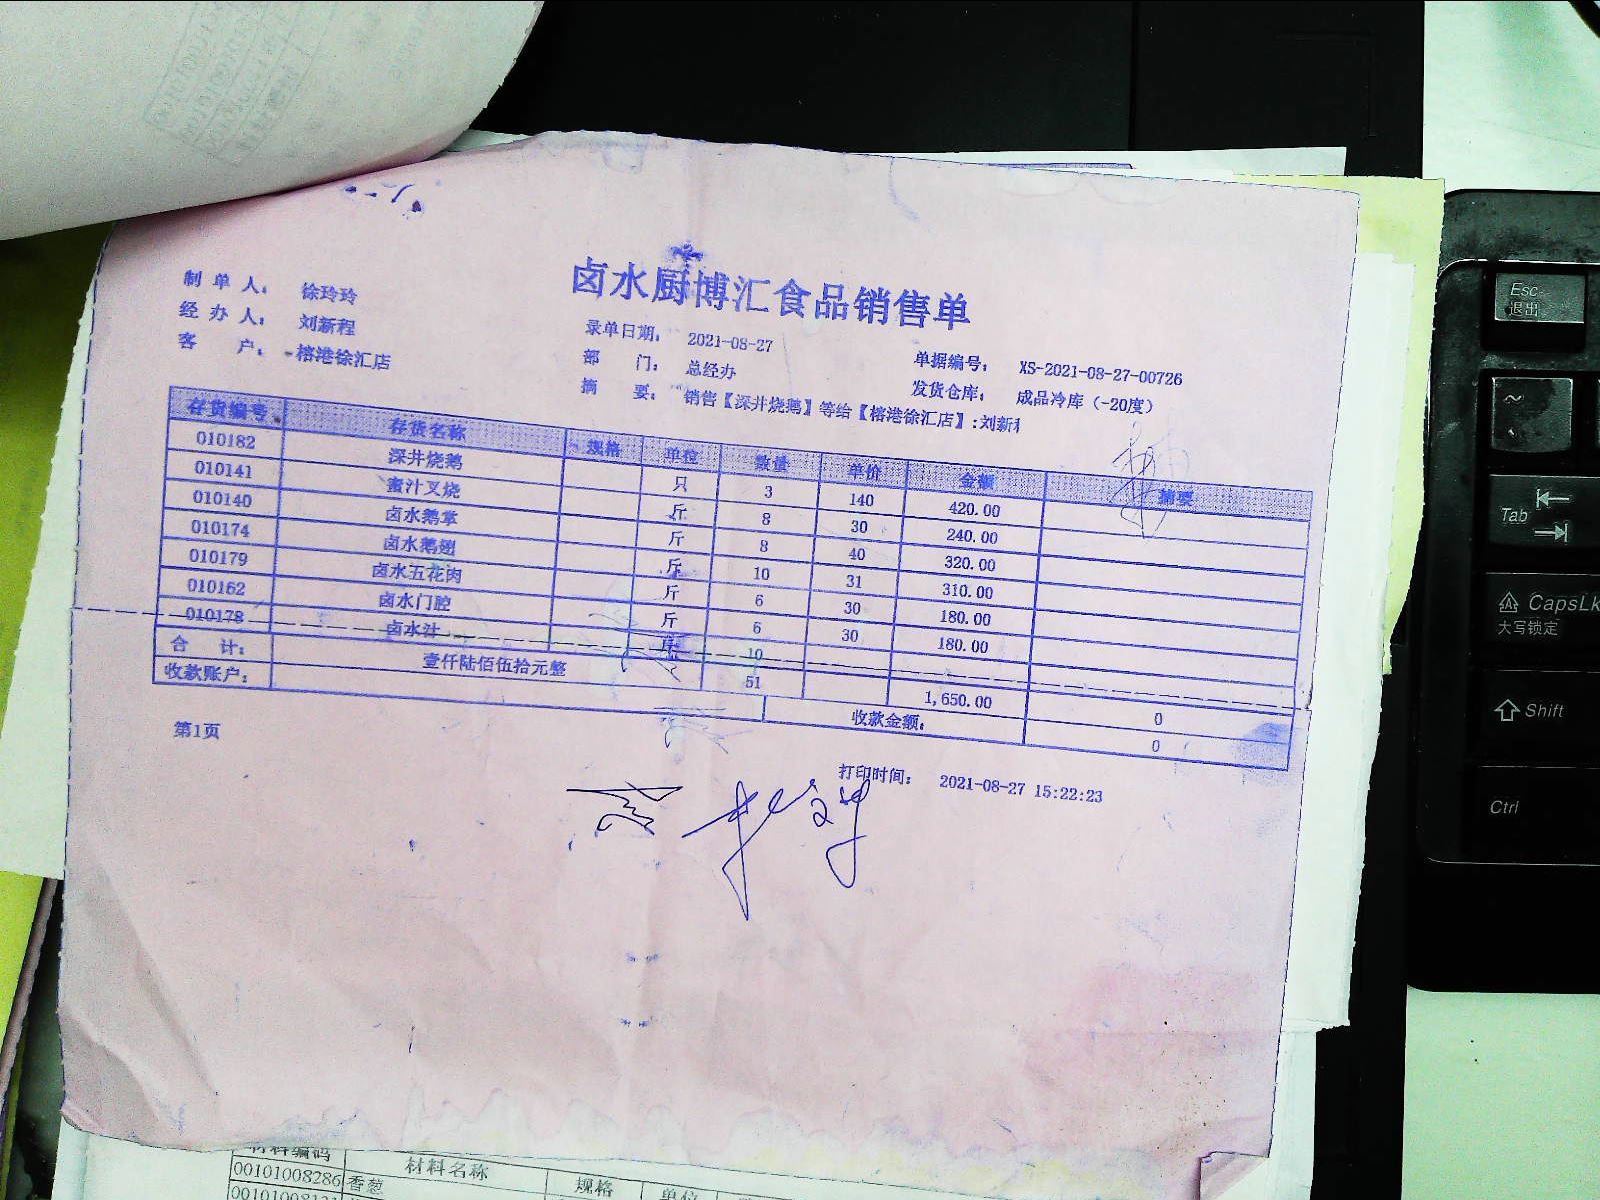 卤水厨博汇食品销售单
制单人： 徐玲玲
经办人： 刘新程 录单日期： 2021-08-27 单据编号： XS-2021-08-27-00726
客户： 榕港徐汇店 部门： 总经办 发货仓库： 成品冷库（-20度）
摘要： 销售【深井烧鹅】等给【榕港徐汇店】:刘新程
存货编号 存货名称 规格 单位 数量 单价 金额 摘要
010182 深井烧鹅 只 3 140 420.00
010141 蜜汁叉烧 斤 8 30 240.00
010140 卤水鹅掌 斤 8 40 320.00
010174 卤水鹅翅 斤 10 31 310.00
010179 卤水五花肉 斤 6 30 180.00
010162 卤水门腔 斤 6 30 180.00
010178 卤水汁 斤 10
合计： 壹仟陆佰伍拾元整 51 1,650.00 0
收款账户： 收款金额： 0
第1页 打印时间： 2021-08-27 15:22:23
材料编码 材料名称 规格 单位
00101008286 香葱
Esc
退出
~
Tab
CapsLk
大写锁定
Shift
Ctrl